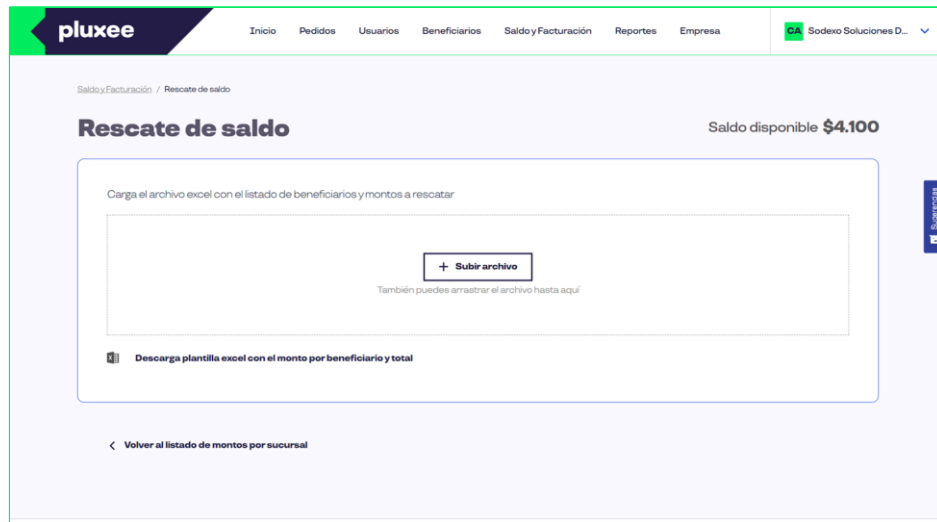 pluxee
Inicio Pedidos Usuarios Beneficiarios Saldo y Facturación Reportes Empresa
CA Sodexo Soluciones D...
Saldo y Facturación / Rescate de saldo
Rescate de saldo
Saldo disponible $4.100
Carga el archivo excel con el listado de beneficiarios y montos a rescatar
+ Subir archivo
También puedes arrastrar el archivo hasta aquí
Descarga plantilla excel con el monto por beneficiario y total
Volver al listado de montos por sucursal
Sugerencias